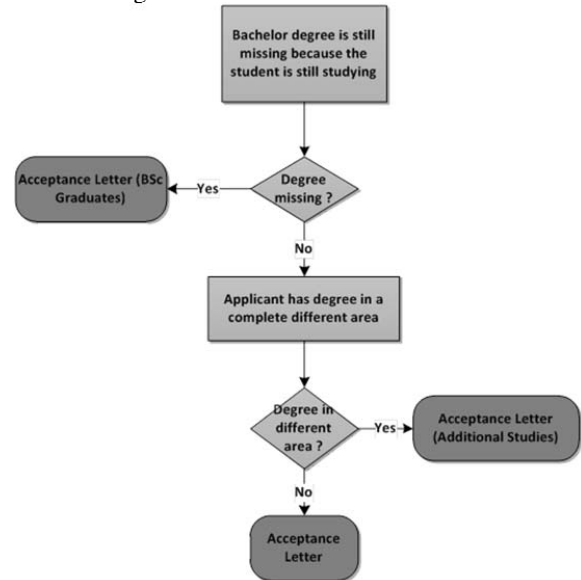 Bachelor degree is still
missing because the
student is still studying
Acceptance Letter (BSc
Graduates)
Yes
Degree
missing ?
No
Applicant has degree in a
complete different area
Degree in
different
area ?
Yes
Acceptance Letter
(Additional Studies)
No
Acceptance
Letter